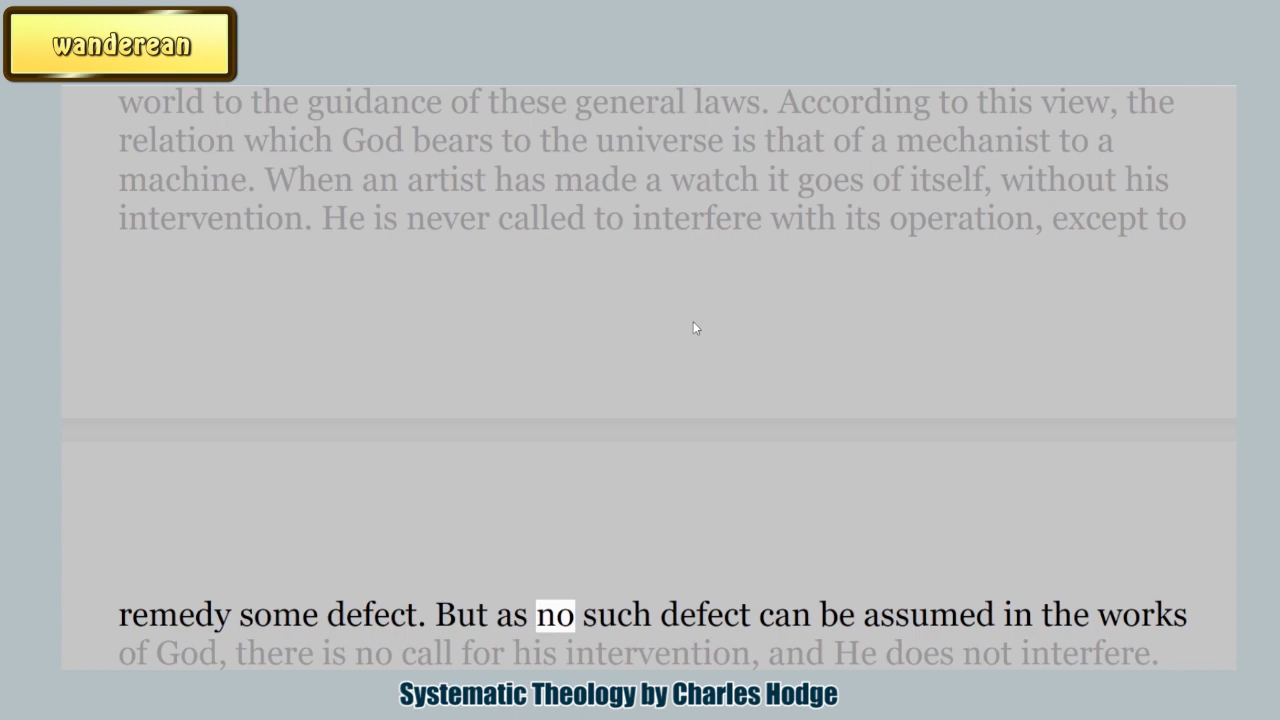 wanderean
world to the guidance of these general laws. According to this view, the
relation which God bears to the universe is that of a mechanist to a
machine. When an artist has made a watch it goes of itself, without his
intervention. He is never called to interfere with its operation, except to
remedy some defect. But as no such defect can be assumed in the works
of God, there is no call for his intervention, and He does not interfere.
Systematic Theology by Charles Hodge